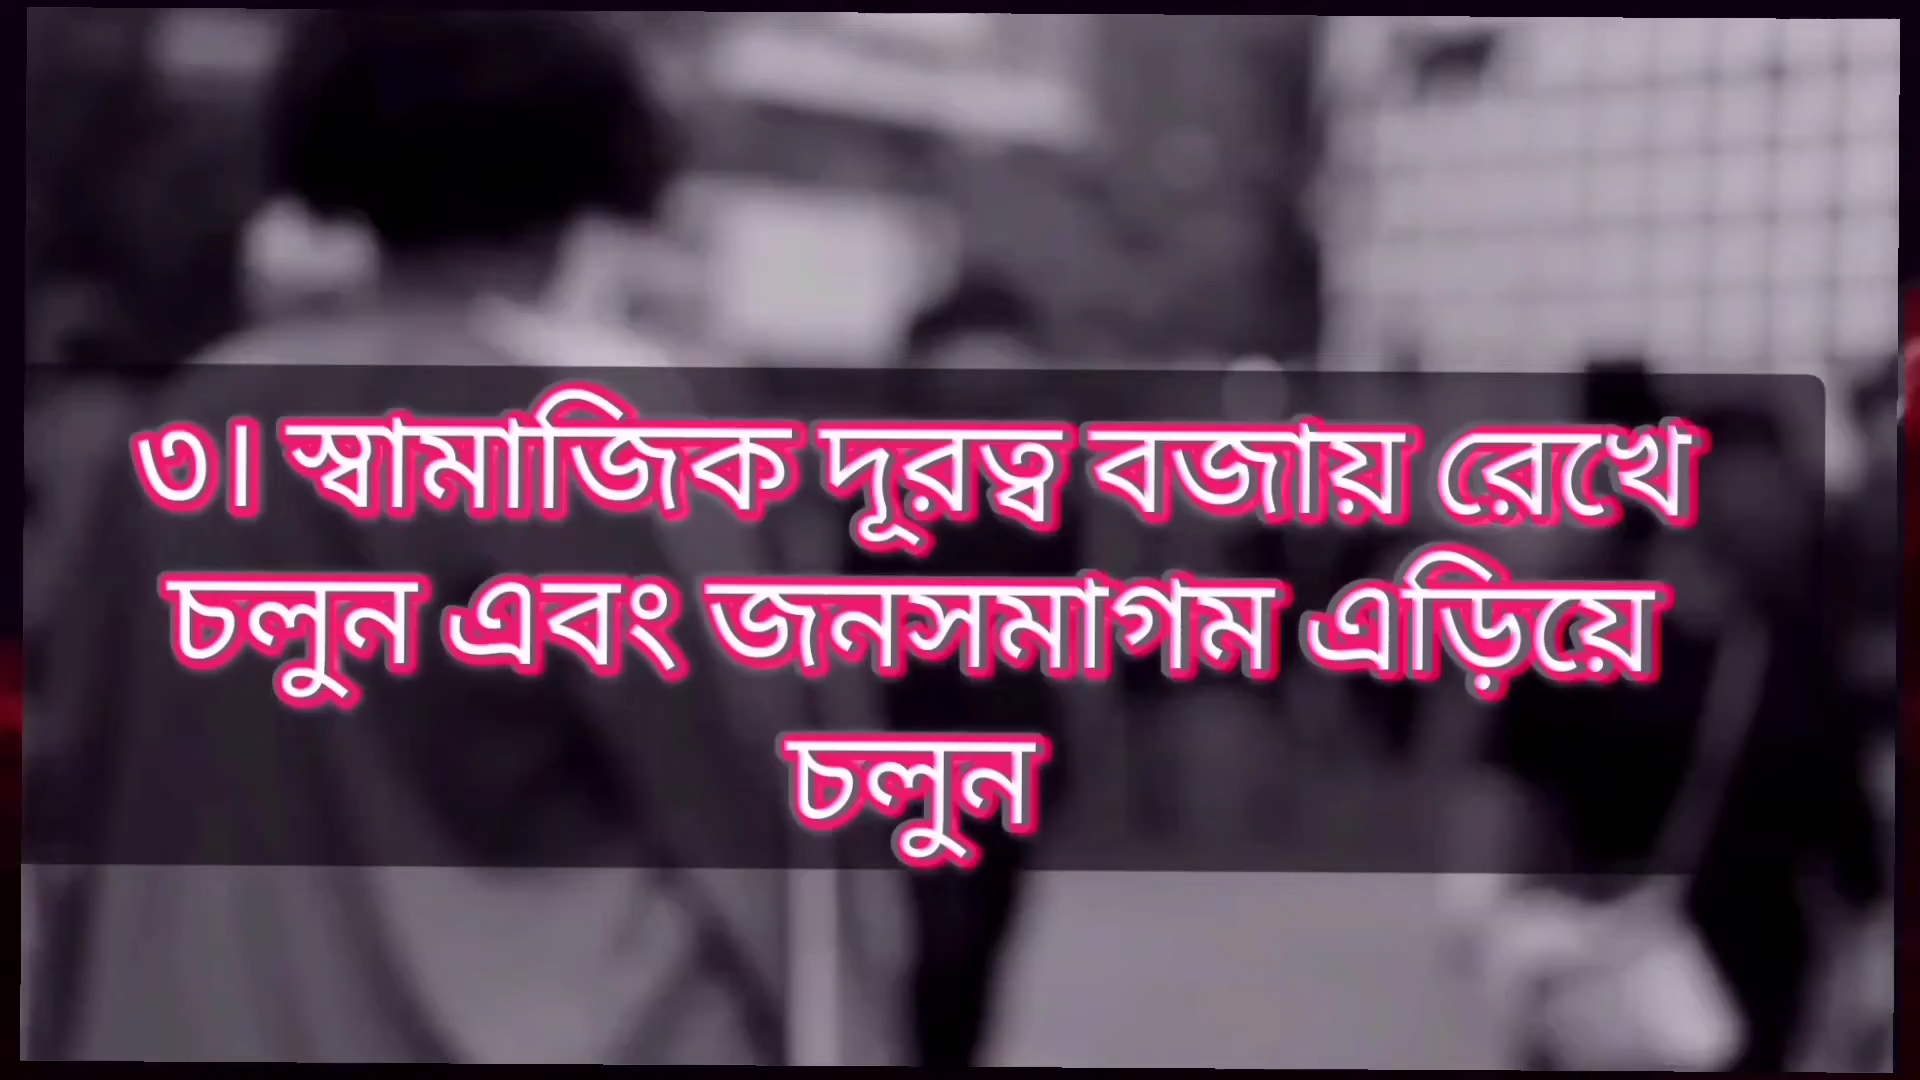 ৩। স্বামাজিক দূরত্ব বজায় রেখে
চলুন এবং জনসমাগম এড়িয়ে
চলুন